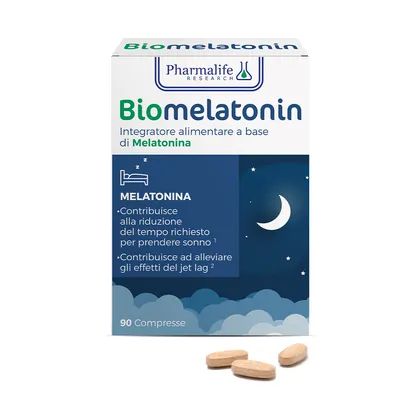 Pharmalife
RESEARCH
Biomelatonin
Integratore alimentare a base
di Melatonina
z z z
MELATONINA
•Contribuisce
alla riduzione
del tempo richiesto
per prendere sonno 1
•Contribuisce ad alleviare
gli effetti del jet lag 2
90 Compresse